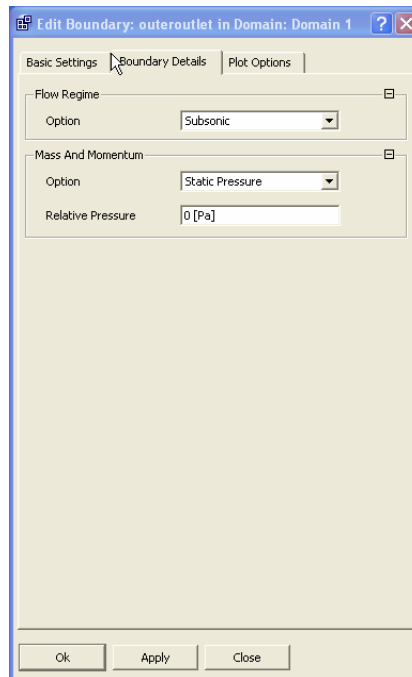 Edit Boundary: outeroutlet in Domain: Domain 1
Basic Settings Boundary Details Plot Options
Flow Regime
Option Subsonic
Mass And Momentum
Option Static Pressure
Relative Pressure 0 [Pa]
Ok Apply Close